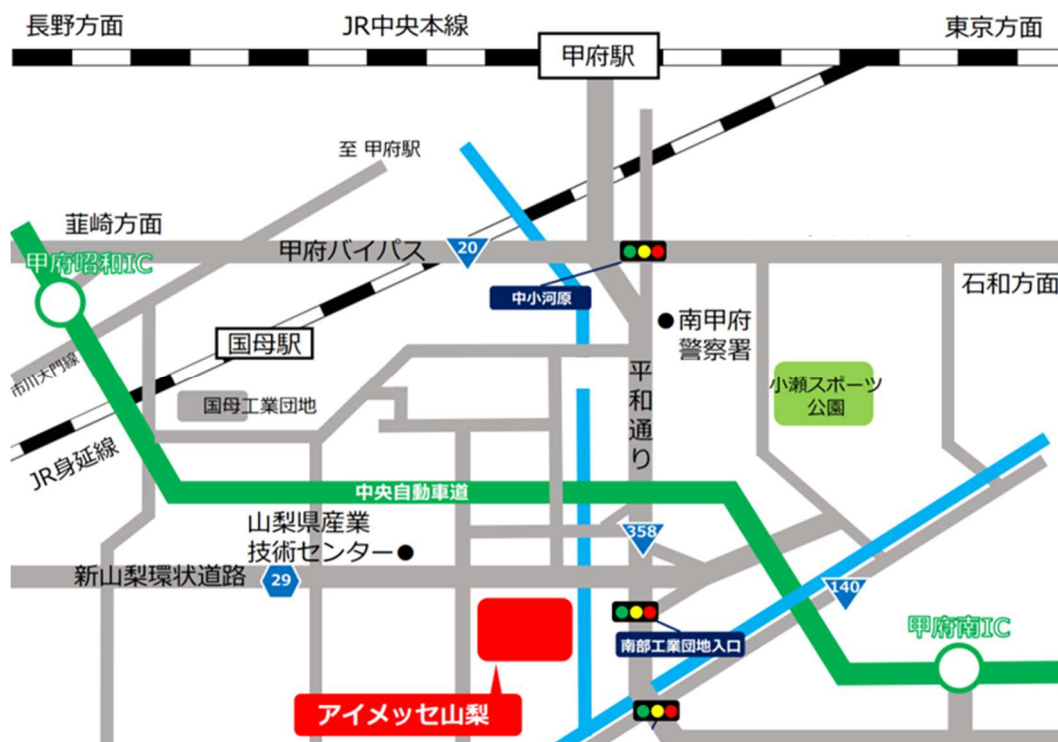 長野方面
JR中央本線
東京方面
甲府駅
至 甲府駅
韮崎方面
甲府バイパス
20
甲府昭和IC
中小河原
石和方面
国母駅
南甲府
警察署
市川大門線
国母工業団地
小瀬スポーツ
公園
平和通り
JR身延線
中央自動車道
山梨県産業
技術センター
358
新山梨環状道路
29
140
甲府南IC
南部工業団地入口
アイメッセ山梨